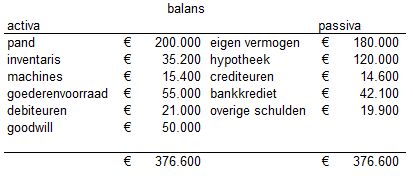 balans
activa passiva
pand € 200.000 eigen vermogen € 180.000
inventaris € 35.200 hypotheek € 120.000
machines € 15.400 crediteuren € 14.600
goederenvoorraad € 55.000 bankkrediet € 42.100
debiteuren € 21.000 overige schulden € 19.900
goodwill € 50.000
€ 376.600 € 376.600